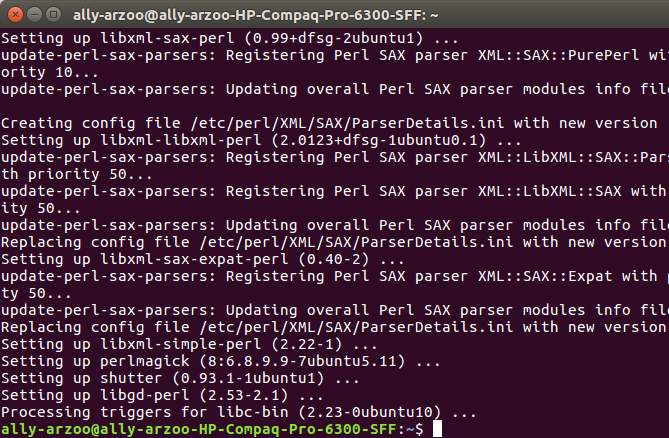 ally-arzoo@ally-arzoo-HP-Compaq-Pro-6300-SFF: ~
Setting up libxml-sax-perl (0.99+dfsg-2ubuntu1) ...
update-perl-sax-parsers: Registering Perl SAX parser XML::SAX::PurePerl wi
ority 10...
update-perl-sax-parsers: Updating overall Perl SAX parser modules info file
Creating config file /etc/perl/XML/SAX/ParserDetails.ini with new version
Setting up libxml-libxml-perl (2.0123+dfsg-1ubuntu0.1) ...
update-perl-sax-parsers: Registering Perl SAX parser XML::LibXML::SAX::Pars
th priority 50...
update-perl-sax-parsers: Registering Perl SAX parser XML::LibXML::SAX with
ity 50...
update-perl-sax-parsers: Updating overall Perl SAX parser modules info file
Replacing config file /etc/perl/XML/SAX/ParserDetails.ini with new version
Setting up libxml-sax-expat-perl (0.40-2) ...
update-perl-sax-parsers: Registering Perl SAX parser XML::SAX::Expat with p
ty 50...
update-perl-sax-parsers: Updating overall Perl SAX parser modules info file
Replacing config file /etc/perl/XML/SAX/ParserDetails.ini with new version
Setting up libxml-simple-perl (2.22-1) ...
Setting up perlmagick (8:6.8.9.9-7ubuntu5.11) ...
Setting up shutter (0.93.1-1ubuntu1) ...
Setting up libgd-perl (2.53-2.1) ...
Processing triggers for libc-bin (2.23-0ubuntu10) ...
ally-arzoo@ally-arzoo-HP-Compaq-Pro-6300-SFF:~$